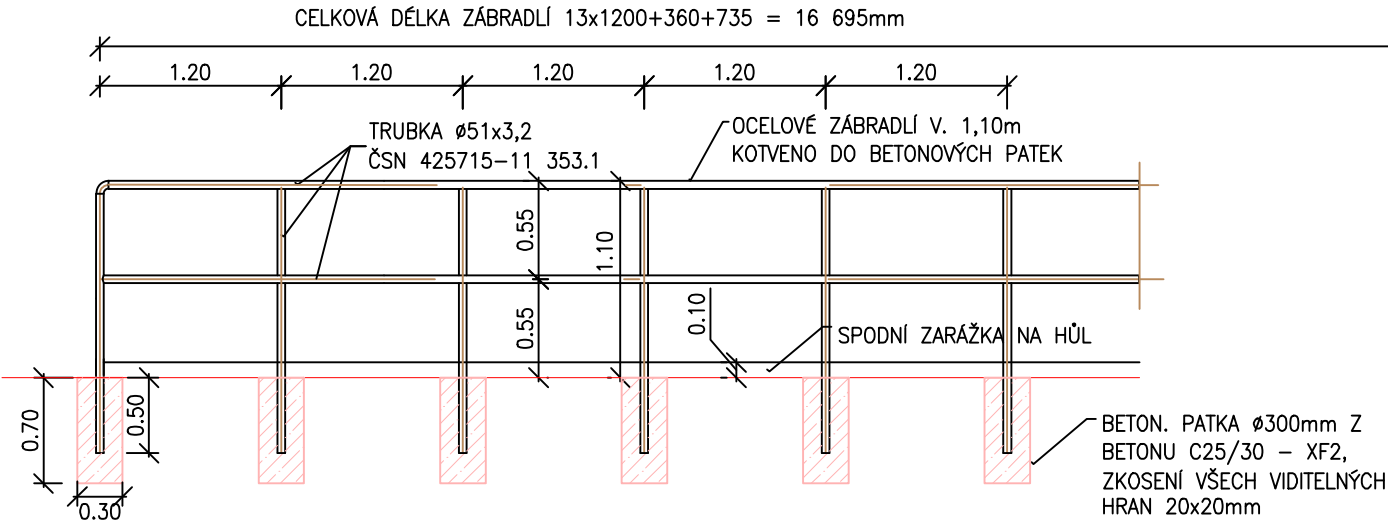 CELKOVÁ DÉLKA ZÁBRADLÍ 13x1200+360+735 = 16 695mm
1.20
1.20
1.20
1.20
1.20
TRUBKA ø51x3,2
ČSN 425715-11 353.1
OCELOVÉ ZÁBRADLÍ V. 1,10m
KOTVENO DO BETONOVÝCH PATEK
0.55
1.10
0.55
0.10
SPODNÍ ZARÁŽKA NA HŮL
0.70
0.50
0.30
BETON. PATKA ø300mm Z
BETONU C25/30 - XF2,
ZKOSENÍ VŠECH VIDITELNÝCH
HRAN 20x20mm